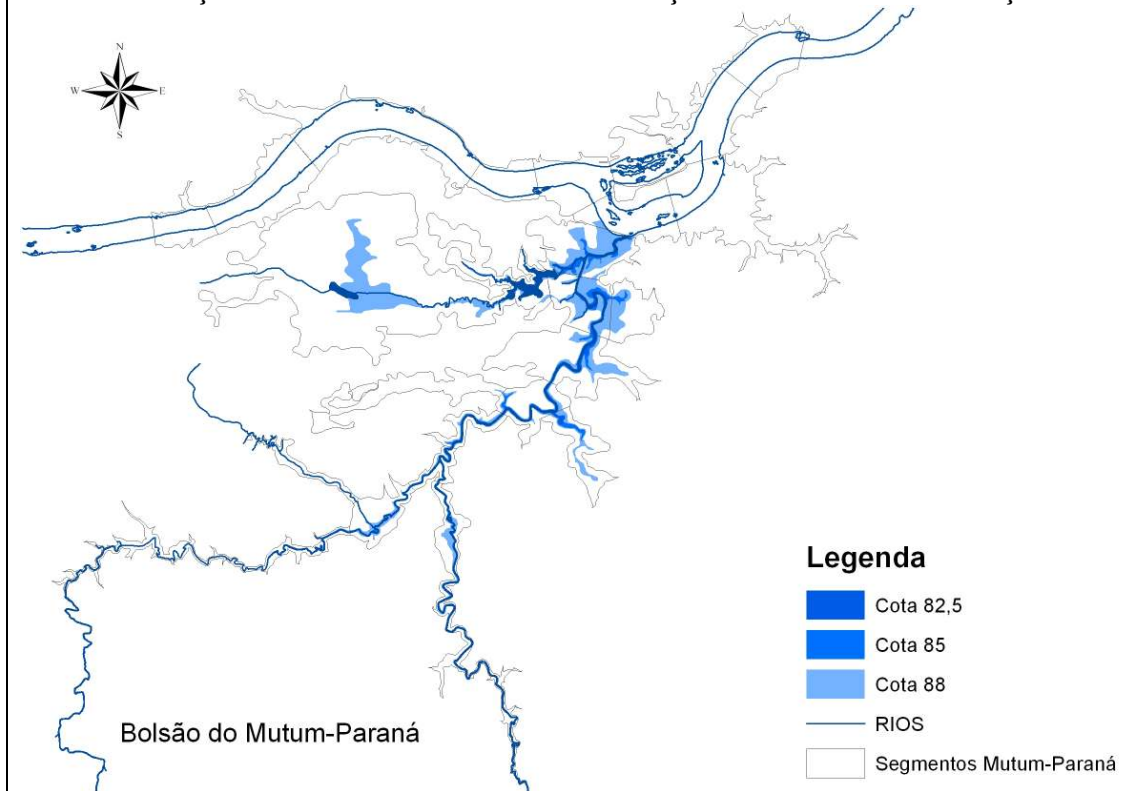 N
W
E
S
Legenda
Cota 82,5
Cota 85
Cota 88
RIOS
Segmentos Mutum-Paraná
Bolsão do Mutum-Paraná